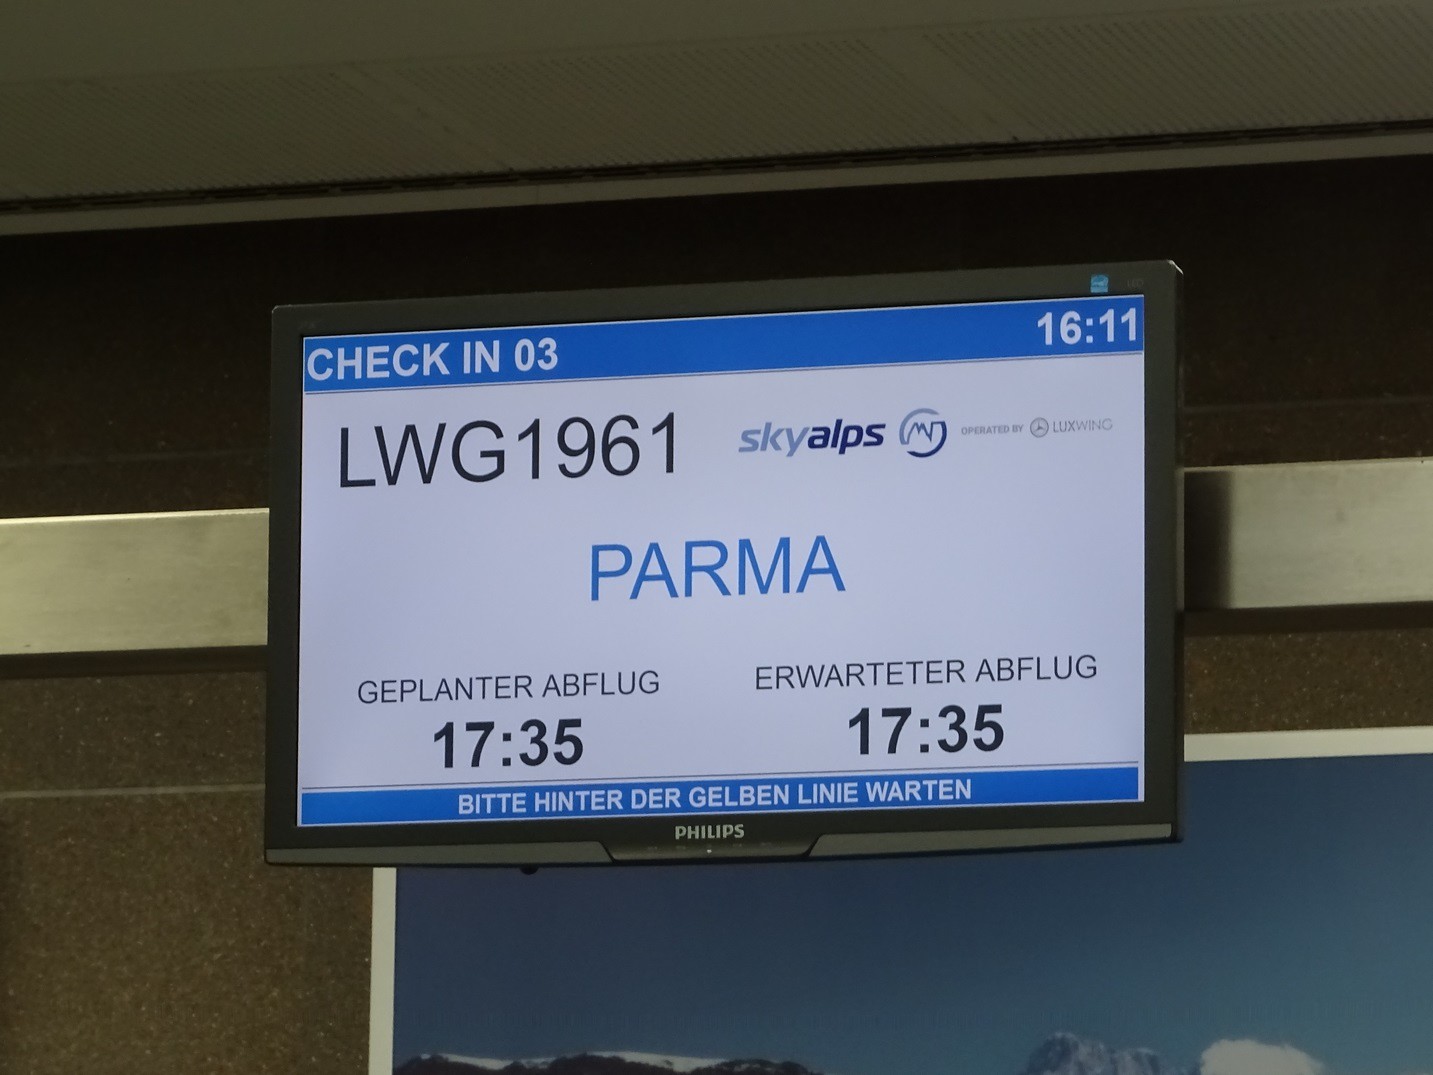 CHECK IN 03 16:11
LWG1961 skyalps OPERATED BY LUXWING
PARMA
GEPLANTER ABFLUG ERWARTETER ABFLUG
17:35 17:35
BITTE HINTER DER GELBEN LINIE WARTEN
PHILIPS